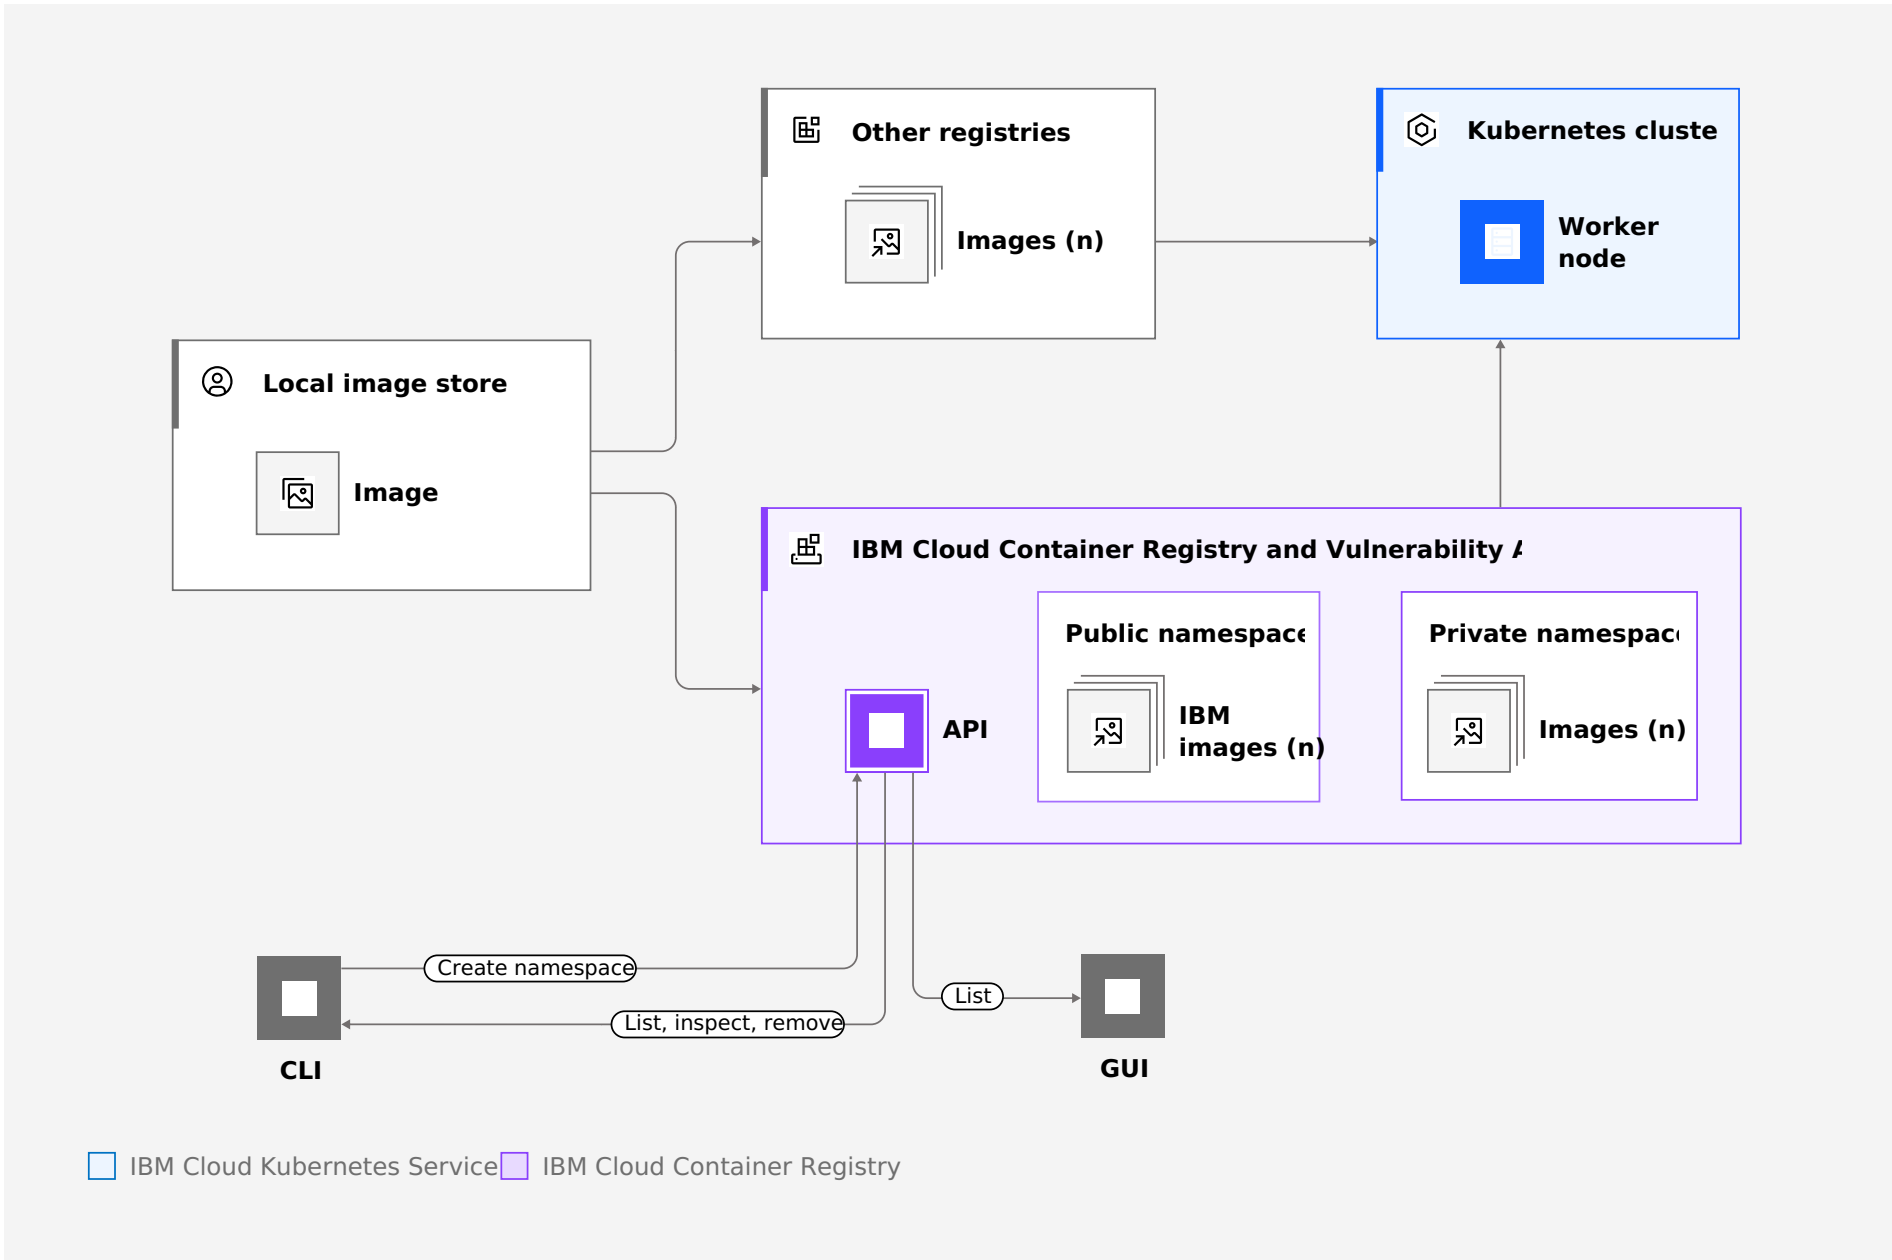 Other registries
Images (n)
Kubernetes cluste
Worker
node
Local image store
Image
IBM Cloud Container Registry and Vulnerability A
Public namespace
IBM
images (n)
Private namespac
Images (n)
API
Create namespace
List, inspect, remove
List
CLI
GUI
IBM Cloud Kubernetes Service
IBM Cloud Container Registry